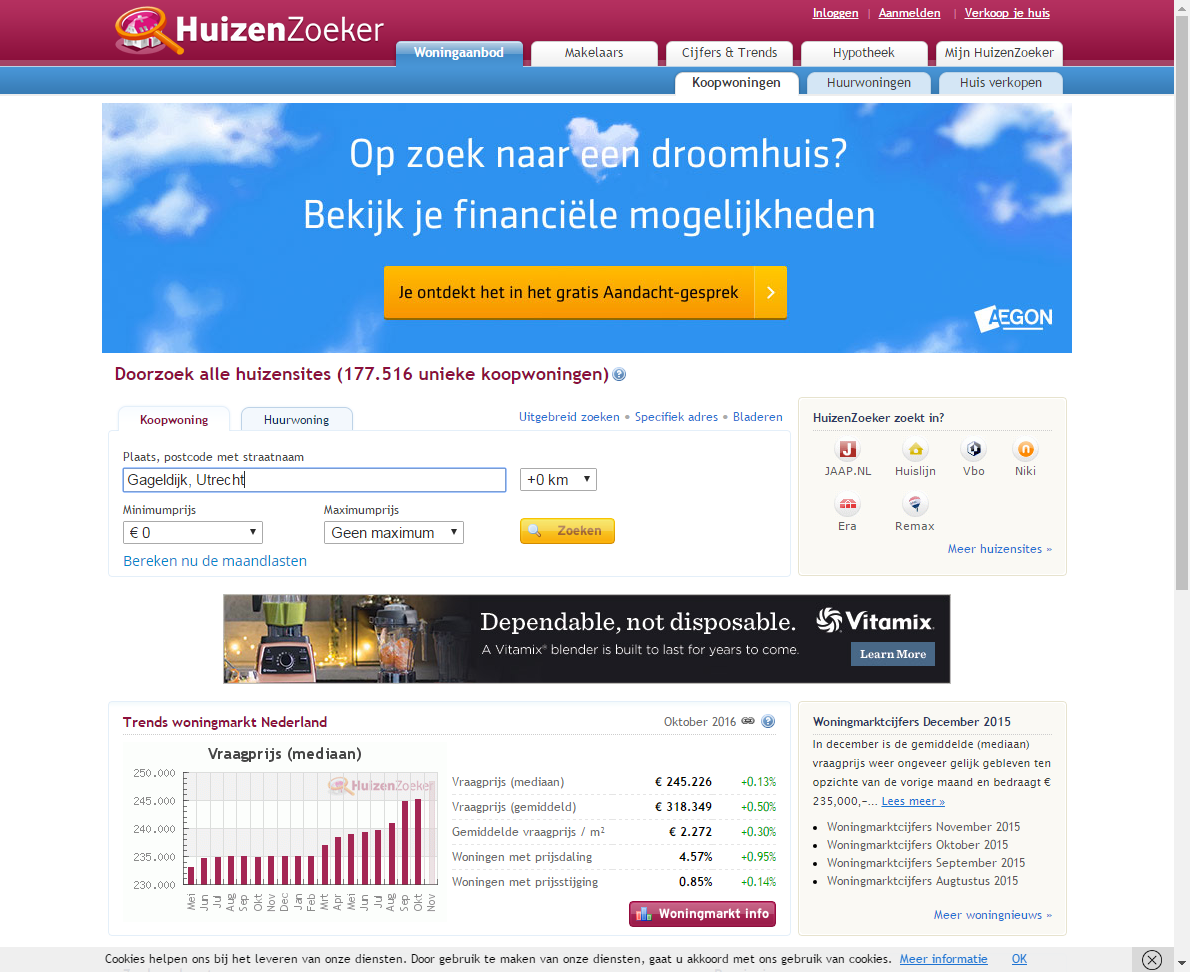 Inloggen | Aanmelden | Verkoop je huis
HuizenZoeker
Woningaanbod Makelaars Cijfers & Trends Hypotheek Mijn HuizenZoeker
Koopwoningen Huurwoningen Huis verkopen
Op zoek naar een droomhuis?
Bekijk je financiële mogelijkheden
Je ontdekt het in het gratis Aandacht-gesprek
AEGON
Doorzoek alle huizensites (177.516 unieke koopwoningen)
Koopwoning Huurwoning
Uitgebreid zoeken • Specifiek adres • Bladeren
Plaats, postcode met straatnaam
Gageldijk, Utrecht
+0 km
Minimumprijs Maximumprijs
€ 0 Geen maximum Zoeken
Bereken nu de maandlasten
HuizenZoeker zoekt in?
JAAP.NL Huislijn Vbo Niki
Era Remax
Meer huizensites »
Dependable, not disposable.
A Vitamix® blender is built to last for years to come.
Vitamix
Learn More
Trends woningmarkt Nederland
Oktober 2016
Vraagprijs (mediaan)
HuizenZoeker
250.000
245.000
240.000
235.000
230.000
Mei Jun Jul Aug Sep Okt Nov Dec Jan Feb Mrt Apr Mei Jun Jul Aug Sep Okt Nov
Vraagprijs (mediaan) € 245.226 +0.13%
Vraagprijs (gemiddeld) € 318.349 +0.50%
Gemiddelde vraagprijs / m² € 2.272 +0.30%
Woningen met prijsdaling 4.57% +0.95%
Woningen met prijsstijging 0.85% +0.14%
Woningmarkt info
Woningmarktcijfers December 2015
In december is de gemiddelde (mediaan)
vraagprijs weer ongeveer gelijk gebleven ten
opzichte van de vorige maand en bedraagt €
235,000,-... Lees meer »
• Woningmarktcijfers November 2015
• Woningmarktcijfers Oktober 2015
• Woningmarktcijfers September 2015
• Woningmarktcijfers Augtustus 2015
Meer woningnieuws »
Cookies helpen ons bij het leveren van onze diensten. Door gebruik te maken van onze diensten, gaat u akkoord met ons gebruik van cookies. Meer informatie OK